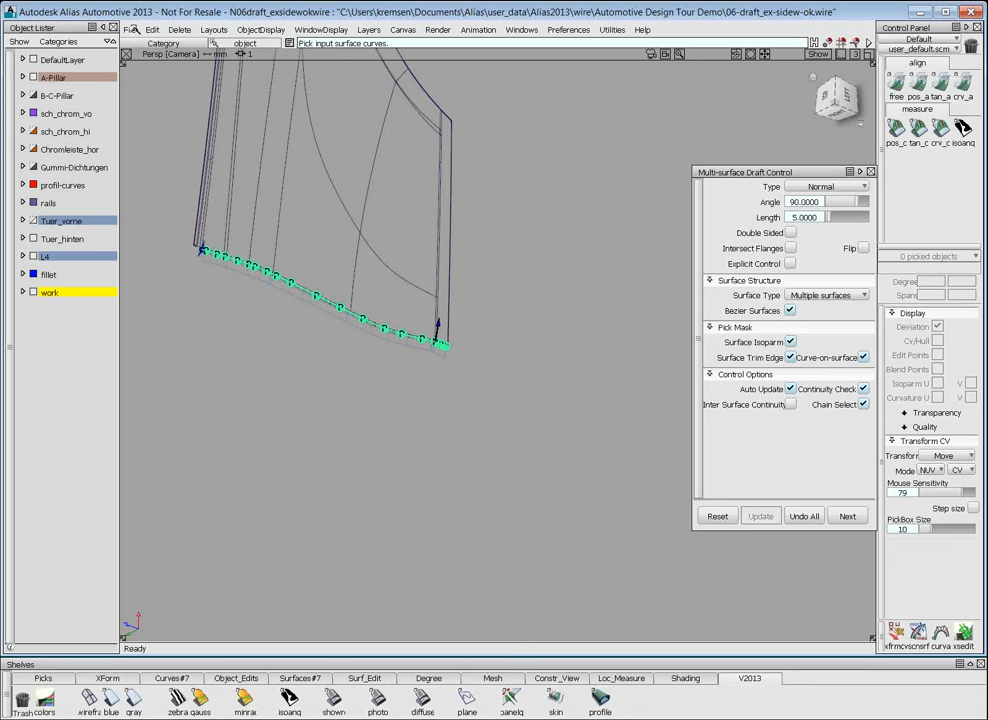 Autodesk Alias Automotive 2013 - Not For Resale - N06draft_exsidewokwire : "C:\Users\kremsen\Documents\Alias\user_data\Alias2013\wire\Automotive Design Tour Demo\06-draft_ex-sidew-ok.wire"
Object Lister
Show Categories
DefaultLayer
A-Pillar
B-C-Pillar
sch_chrom_vo
sch_chrom_hi
Chromleiste_hor
Gummi-Dichtungen
profil-curves
rails
Tuer_vorne
Tuer_hinten
L4
fillet
work
File Edit Delete Layouts ObjectDisplay WindowDisplay Layers Canvas Render Animation Windows Preferences Utilities Help
Category object Pick input surface curves.
Persp [Camera] mm 1 Show 3
Multi-surface Draft Control
Type Normal
Angle 90.0000
Length 5.0000
Double Sided
Intersect Flanges Flip
Explicit Control
Surface Structure
Surface Type Multiple surfaces
Bezier Surfaces
Pick Mask
Surface Isoparm
Surface Trim Edge Curve-on-surface
Control Options
Auto Update Continuity Check
Inter Surface Continuity Chain Select
Reset Update Undo All Next
Control Panel
Default
user_default.scm
align
free pos_a tan_a crv_a
measure
pos_c tan_c crv_c isoanq
0 picked objects
Degree
Spans
Display
Deviation
Cv/Hull
Edit Points
Blend Points
Isoparm U V
Curvature U V
Transparency
Quality
Transform CV
Transform Move
Mode NUV CV
Mouse Sensitivity
79
Step size
PickBox Size
10
xfrmcvscnsrf curva xsedit
Ready
Shelves
Picks XForm Curves#7 Object_Edits Surfaces#7 Surf_Edit Degree Mesh Constr_View Loc_Measure Shading V2013
Trash colors wirefra blue gray zebra qauss minrac isoanq shown photo diffuse plane panelq skin profile